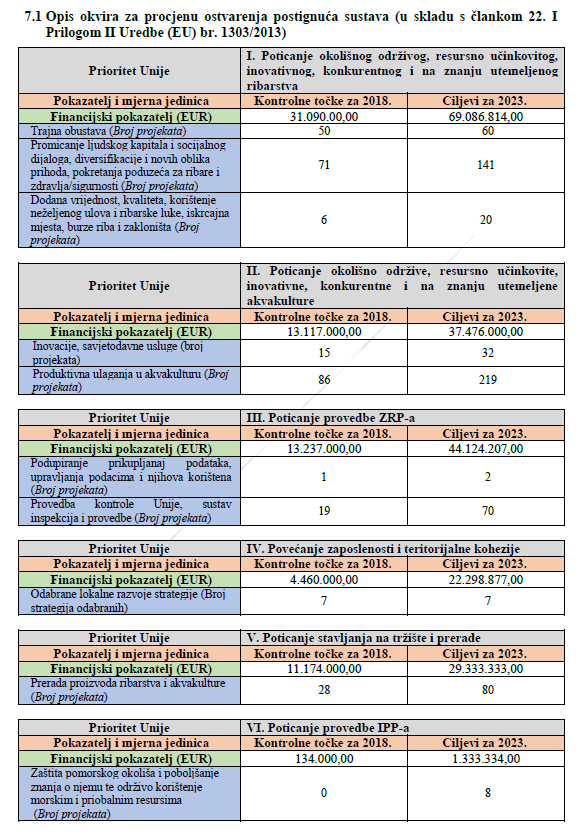 7.1 Opis okvira za procjenu ostvarenja postignuća sustava (u skladu s člankom 22. I
Prilogom II Uredbe (EU) br. 1303/2013)
Prioritet Unije
I. Poticanje okolišnog održivog, resursno učinkovitog,
inovativnog, konkurentnog i na znanju utemeljenog
ribarstva
Pokazatelj i mjerna jedinica
Kontrolne točke za 2018.
Ciljevi za 2023.
Financijski pokazatelj (EUR)
31.090.00,00
69.086.814,00
Trajna obustava (Broj projekata)
50
60
Promicanje ljudskog kapitala i socijalnog
dijaloga, diversifikacije i novih oblika
prihoda, pokretanja poduzeća za ribare i
zdravlja/sigurnosti (Broj projekata)
71
141
Dodana vrijednost, kvaliteta, korištenje
neželjenog ulova i ribarske luke, iskrcajna
mjesta, burze riba i zakloništa (Broj
projekata)
6
20
Prioritet Unije
II. Poticanje okolišno održive, resursno učinkovite,
inovativne, konkurentne i na znanju utemeljene
akvakulture
Pokazatelj i mjerna jedinica
Kontrolne točke za 2018.
Ciljevi za 2023.
Financijski pokazatelj (EUR)
13.117.000,00
37.476.000,00
Inovacije, savjetodavne usluge (broj
projekata)
15
32
Produktivna ulaganja u akvakulturu (Broj
projekata)
86
219
Prioritet Unije
III. Poticanje provedbe ZRP-a
Pokazatelj i mjerna jedinica
Kontrolne točke za 2018.
Ciljevi za 2023.
Financijski pokazatelj (EUR)
13.237.000,00
44.124.207,00
Podupiranje prikupljanaj podataka,
upravljanja podacima i njihova korištena
(Broj projekata)
1
2
Provedba kontrole Unije, sustav
inspekcija i provedbe (Broj projekata)
19
70
Prioritet Unije
IV. Povećanje zaposlenosti i teritorijalne kohezije
Pokazatelj i mjerna jedinica
Kontrolne točke za 2018.
Ciljevi za 2023.
Financijski pokazatelj (EUR)
4.460.000,00
22.298.877,00
Odabrane lokalne razvoje strategije (Broj
strategija odabranih)
7
7
Prioritet Unije
V. Poticanje stavljanja na tržište i prerade
Pokazatelj i mjerna jedinica
Kontrolne točke za 2018.
Ciljevi za 2023.
Financijski pokazatelj (EUR)
11.174.000,00
29.333.333,00
Prerada proizvoda ribarstva i akvakulture
(Broj projekata)
28
80
Prioritet Unije
VI. Poticanje provedbe IPP-a
Pokazatelj i mjerna jedinica
Kontrolne točke za 2018.
Ciljevi za 2023.
Financijski pokazatelj (EUR)
134.000,00
1.333.334,00
Zaštita pomorskog okoliša i poboljšanje
znanja o njemu te održivo korištenje
morskim i priobalnim resursima
(Broj projekata)
0
8